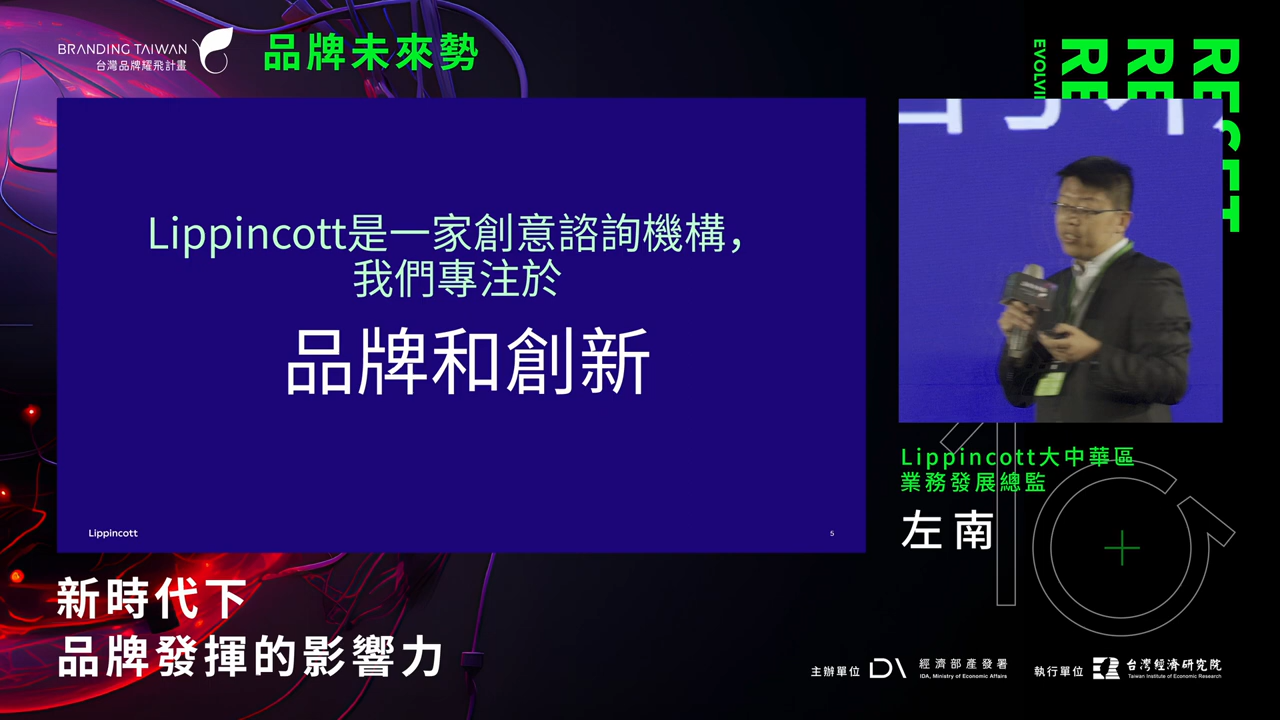 BRANDING TAIWAN
台灣品牌耀飛計畫
品牌未來勢
Lippincott是一家創意諮詢機構，
我們專注於
品牌和創新
Lippincott
5
Lippincott大中華區
業務發展總監
左南
新時代下
品牌發揮的影響力
主辦單位
經濟部產發署
IDA, Ministry of Economic Affairs
執行單位
台灣經濟研究院
Taiwan Institute of Economic Research